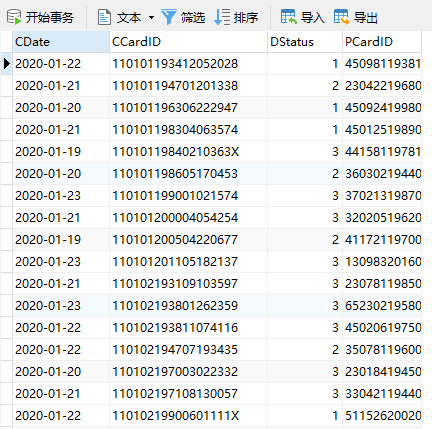 开始事务 文本 筛选 排序 导入 导出
CDate CCardID DStatus PCardID
2020-01-22 110101193412052028 1 45098119381
2020-01-21 110101194701201338 2 23042219680
2020-01-20 110101196306222947 1 45092419980
2020-01-21 110101198304063574 1 45012519890
2020-01-19 11010119840210363X 3 44158119781
2020-01-20 110101198605170453 2 36030219440
2020-01-23 110101199001021574 3 37021319870
2020-01-21 110101200004054254 3 32020519620
2020-01-19 110101200504220677 2 41172119700
2020-01-23 110101201105182137 3 13098320160
2020-01-21 110102193109103597 3 23078119850
2020-01-23 110102193801262359 3 65230219580
2020-01-22 110102193811074116 3 45020619750
2020-01-22 110102194707193435 2 35078119600
2020-01-20 110102197003022332 3 23018419450
2020-01-21 110102197108130057 3 33042119440
2020-01-22 11010219900601111X 1 51152620020